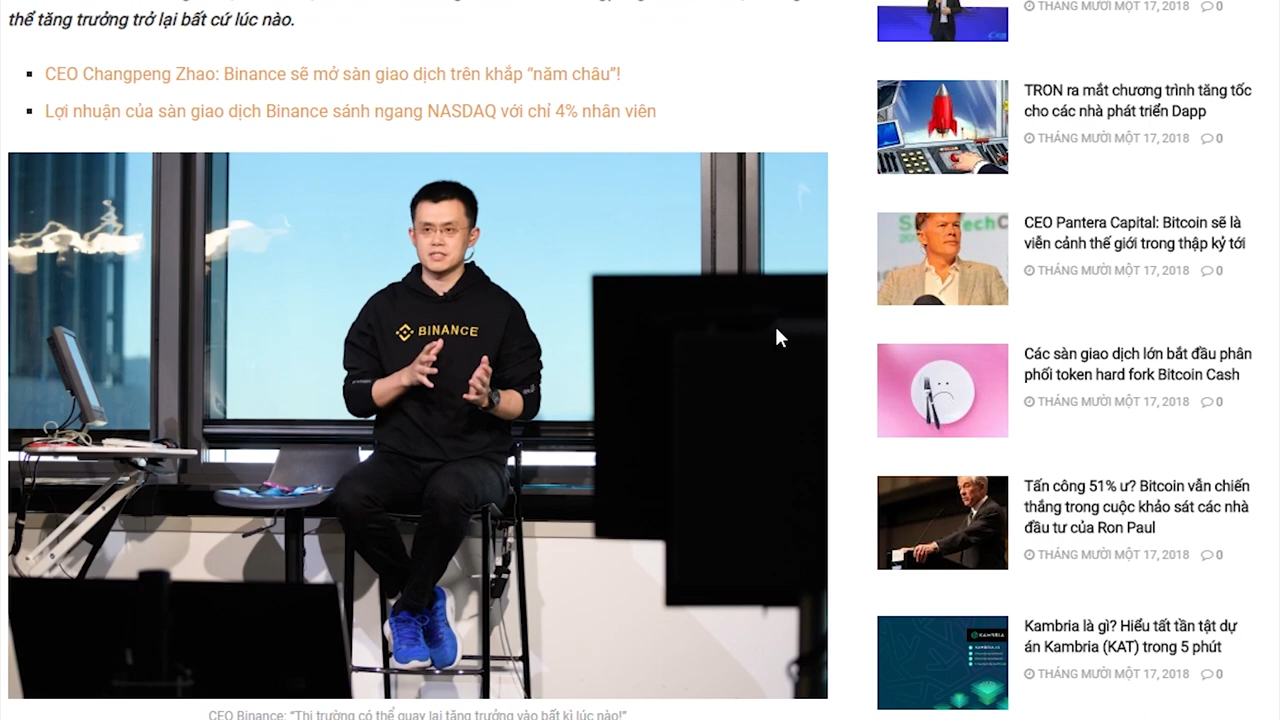 thể tăng trưởng trở lại bất cứ lúc nào.
CEO Changpeng Zhao: Binance sẽ mở sàn giao dịch trên khắp “năm châu”!
Lợi nhuận của sàn giao dịch Binance sánh ngang NASDAQ với chỉ 4% nhân viên
BINANCE
CEO Binance: “Thị trường có thể quay lại tăng trưởng vào bất kì lúc nào!”
THÁNG MƯỜI MỘT 17, 2018 0
TRON ra mắt chương trình tăng tốc
cho các nhà phát triển Dapp
THÁNG MƯỜI MỘT 17, 2018 0
CEO Pantera Capital: Bitcoin sẽ là
viễn cảnh thế giới trong thập kỷ tới
THÁNG MƯỜI MỘT 17, 2018 0
Các sàn giao dịch lớn bắt đầu phân
phối token hard fork Bitcoin Cash
THÁNG MƯỜI MỘT 17, 2018 0
Tấn công 51% ư? Bitcoin vẫn chiến
thắng trong cuộc khảo sát các nhà
đầu tư của Ron Paul
THÁNG MƯỜI MỘT 17, 2018 0
KAMBRIA
Kambria là gì? Hiểu tất tần tật dự
án Kambria (KAT) trong 5 phút
THÁNG MƯỜI MỘT 17, 2018 0